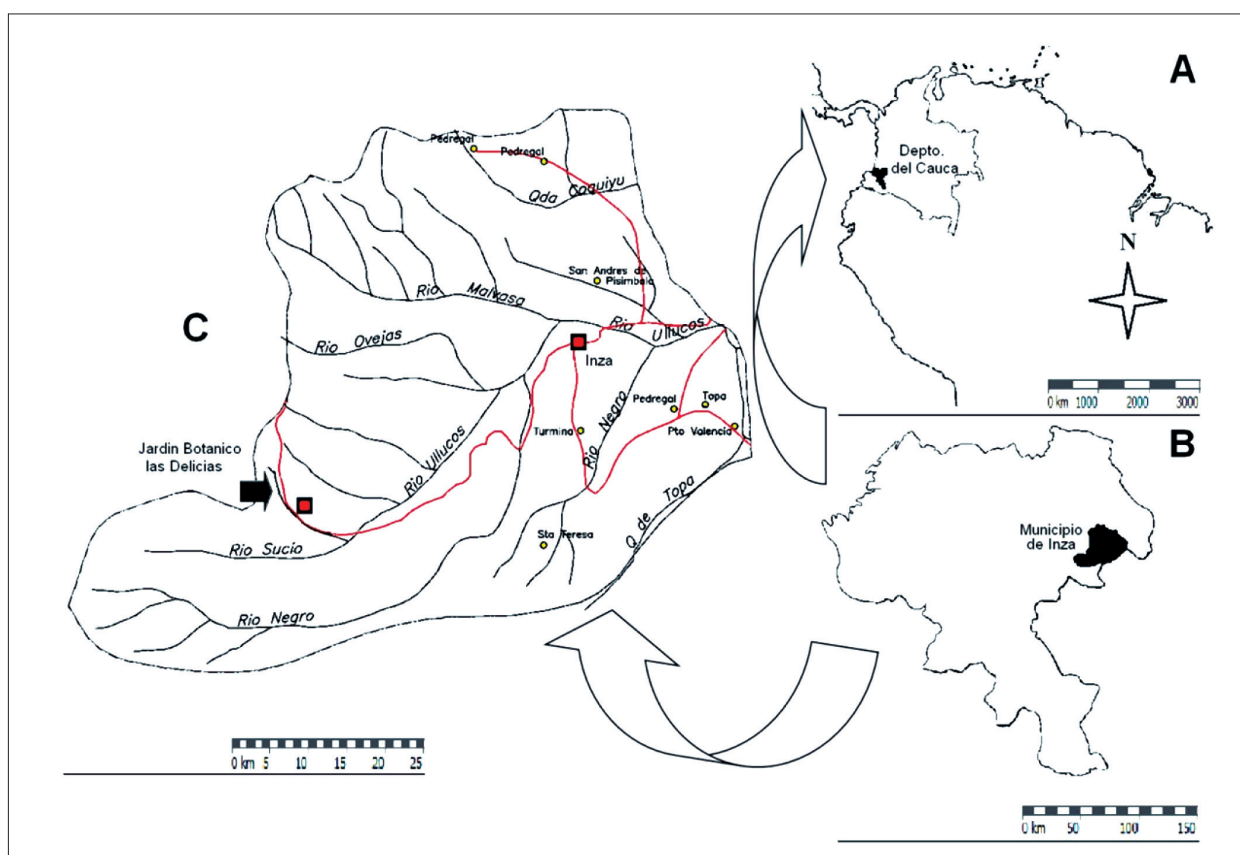 A
Depto.
del Cauca
N
0 km 1000 2000 3000
B
Municipio
de Inza
0 km 50 100 150
C
Pedregal
Pedregal
Qda Coquiyu
San Andres de
Pisimbala
Rio Malvasa
Rio Ullucos
Rio Ovejas
Inza
Rio Negro
Pedregal
Topa
Turmina
Pto Valencia
Jardin Botanico
las Delicias
Rio Ullucos
Q de Topa
Rio Sucio
Sta Teresa
Rio Negro
0 km 5 10 15 20 25